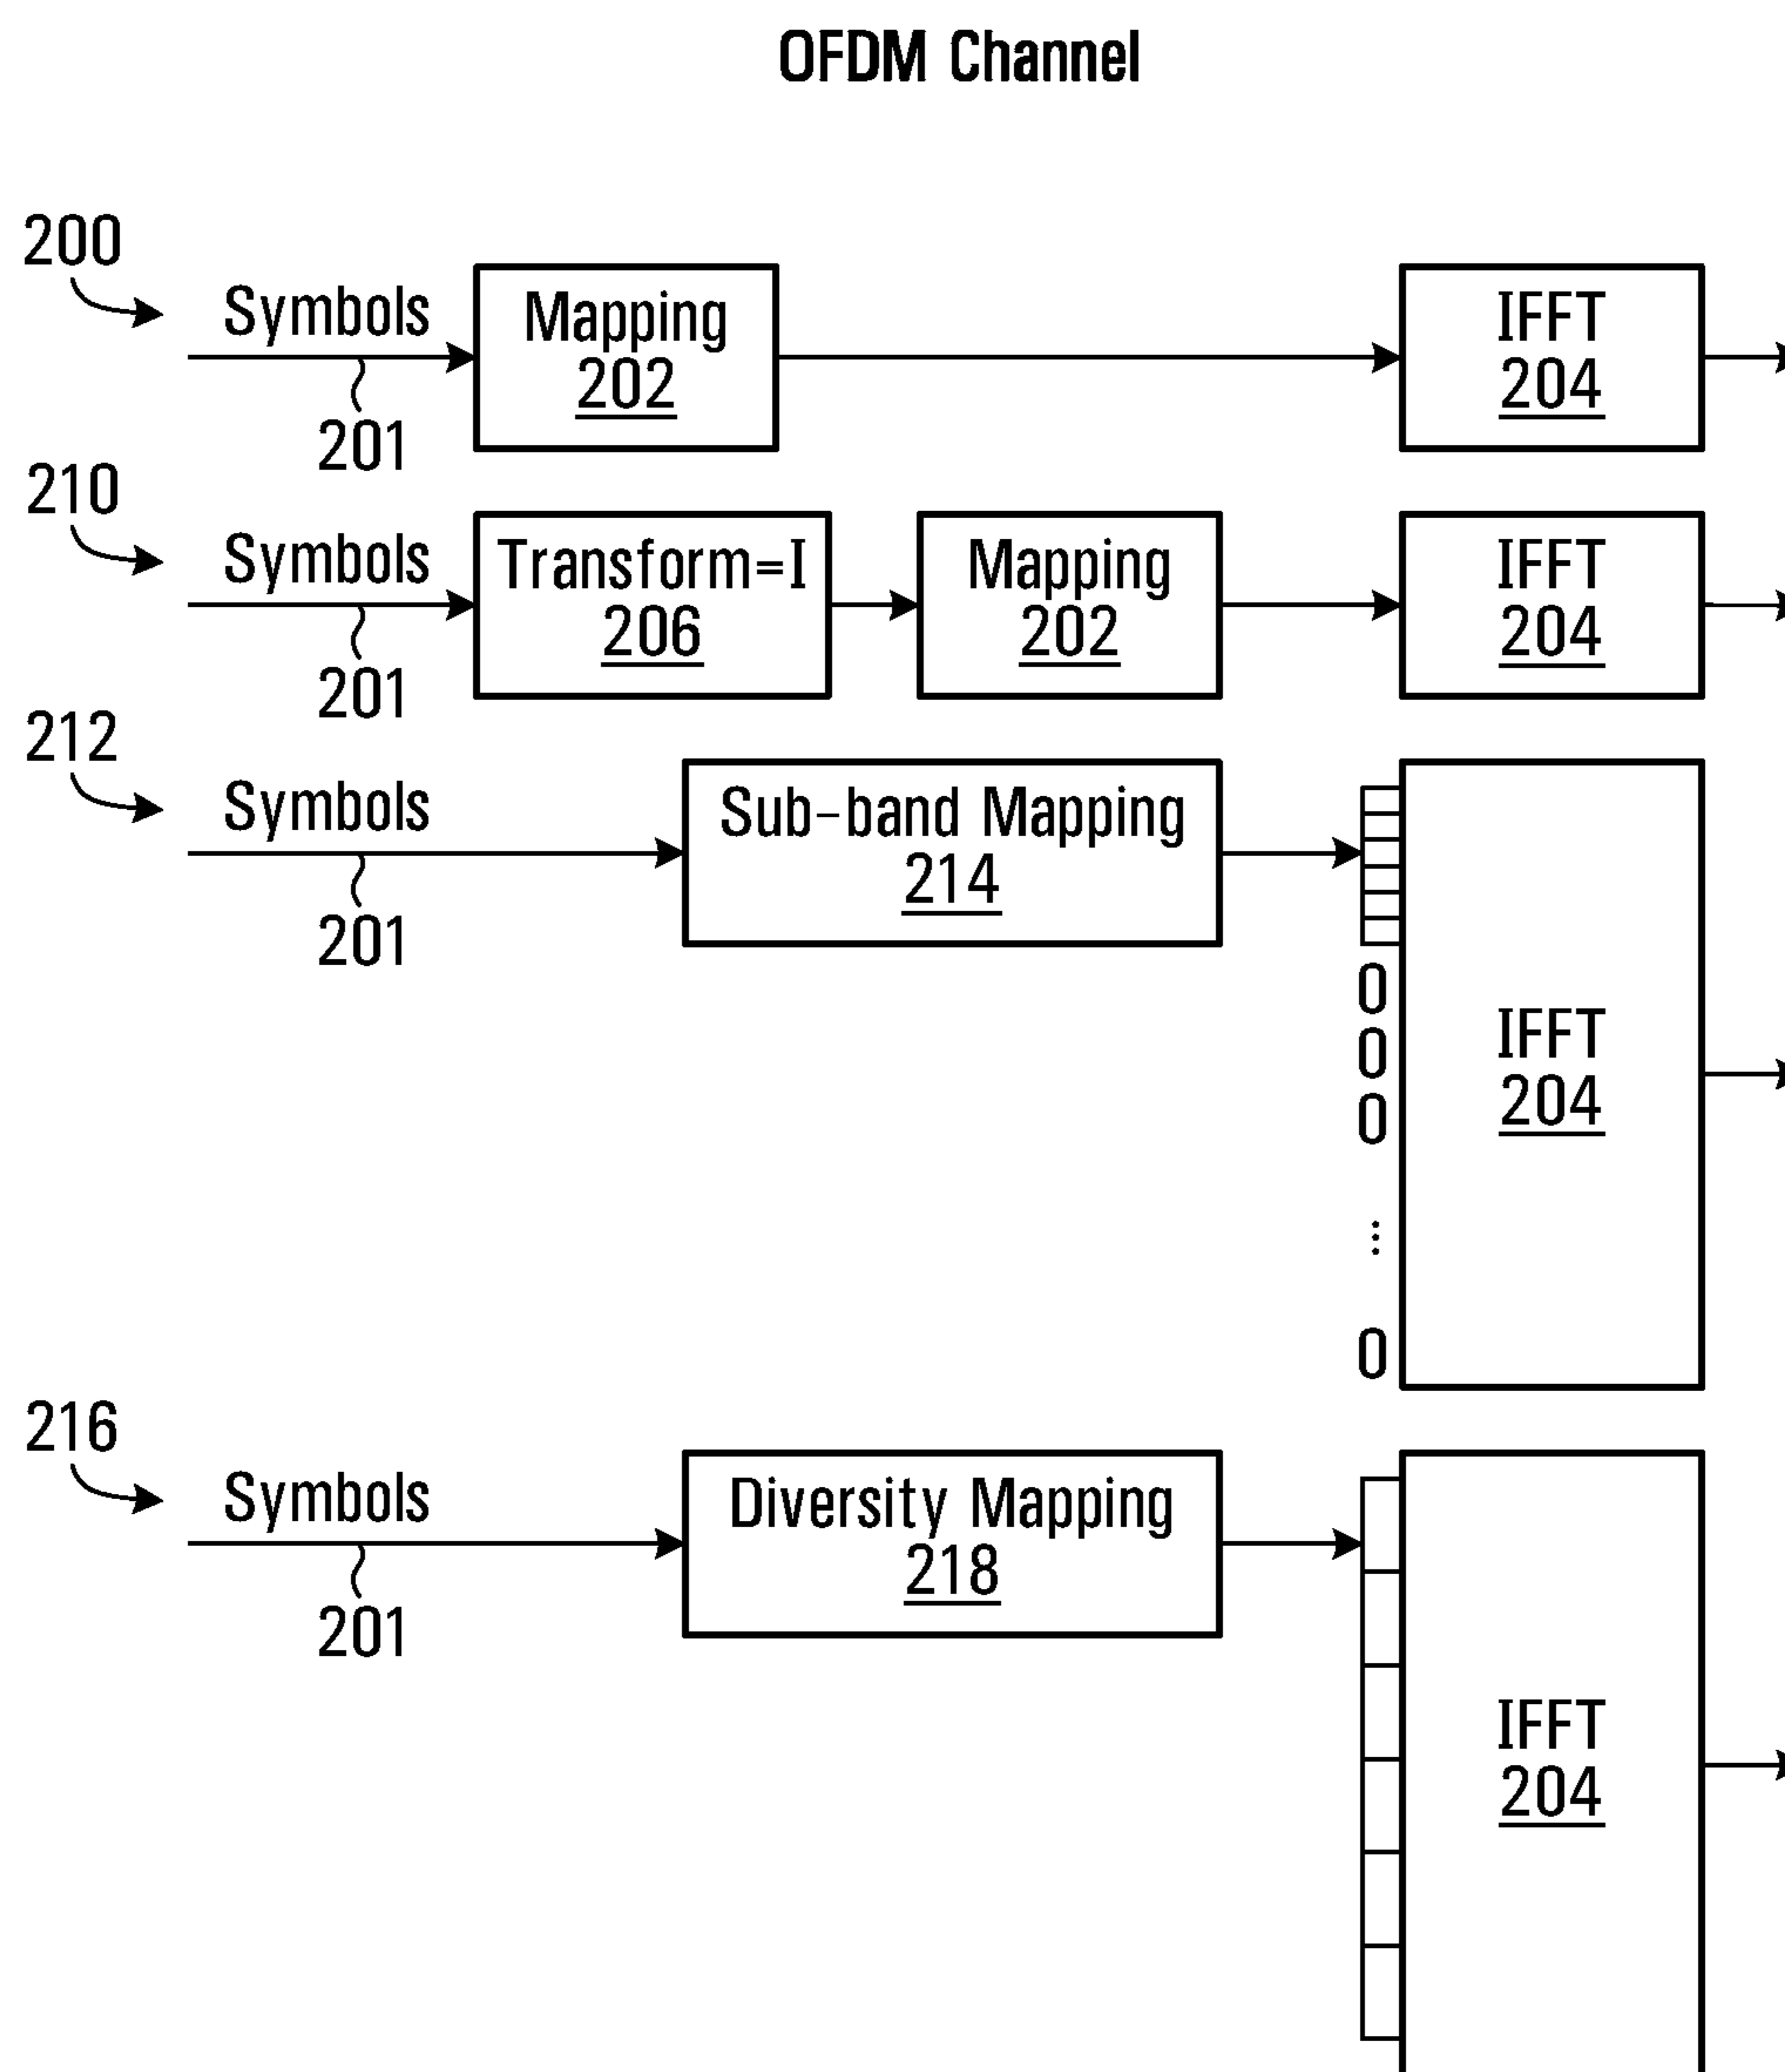 OFDM Channel
200
Symbols
201
Mapping
202
IFFT
204
210
Symbols
201
Transform=I
206
Mapping
202
IFFT
204
212
Symbols
201
Sub-band Mapping
214
0
0
0
⋮
0
IFFT
204
216
Symbols
201
Diversity Mapping
218
IFFT
204